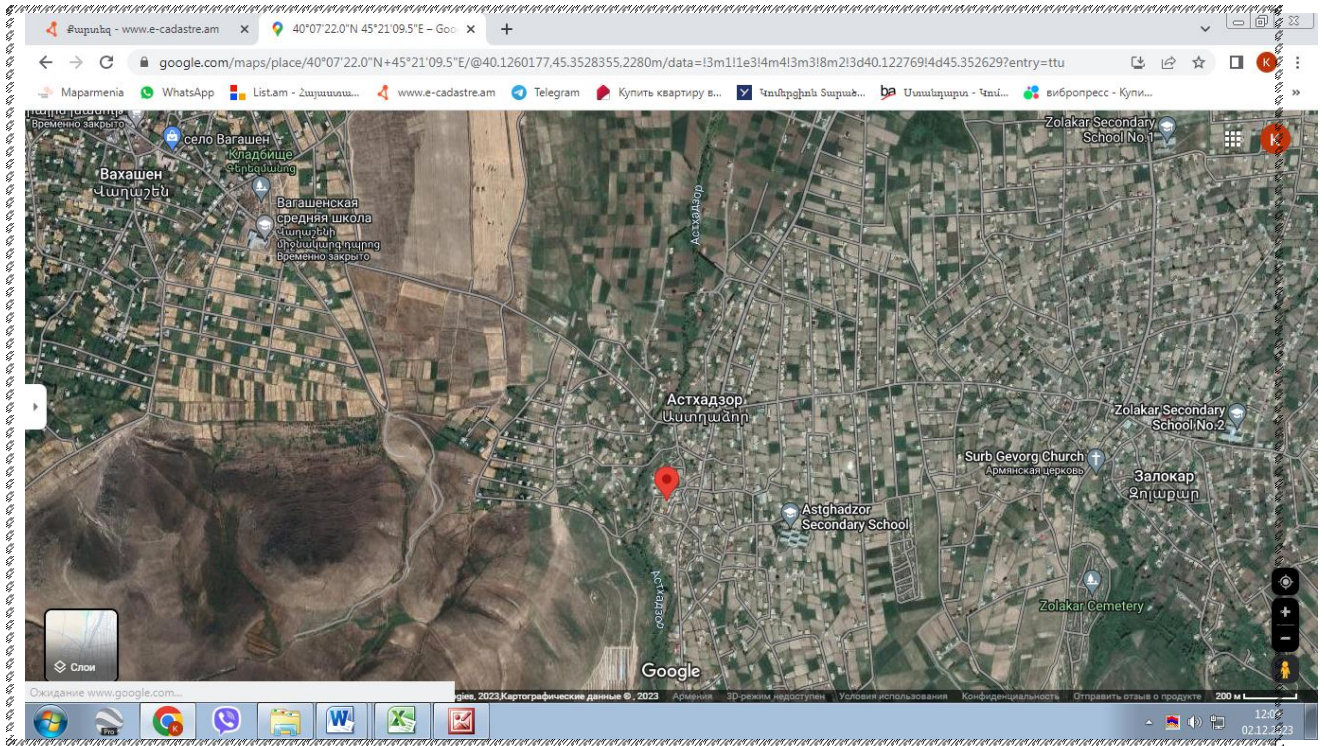 Քարտեզ - www.e-cadastre.am
40°07'22.0"N 45°21'09.5"E – Goo
google.com/maps/place/40°07'22.0"N+45°21'09.5"E/@40.1260177,45.3528355,2280m/data=!3m1!1e3!4m4!3m3!8m2!3d40.122769!4d45.352629?entry=ttu
K
Maparmenia
WhatsApp
List.am - Հայաստա...
www.e-cadastre.am
Telegram
Купить квартиру в...
Կոմերցիոն Տարած...
Ստանդարտ - Կոմ...
вибропресс - Купи...
»
Временно закрыто
село Вагашен
Кладбище
Գերեզմանոց
Вахашен
Վաղաշեն
Вагашенская
средняя школа
Վաղաշենի
միջնակարգ դպրոց
Временно закрыто
Астхадзор
Zolakar Secondary
School No.1
K
Астхадзор
Աստղաձոր
Zolakar Secondary
School No.2
Surb Gevorg Church
Армянская церковь
Залокар
Զոլաքար
Astghadzor
Secondary School
Астхадзор
Zolakar Cemetery
Слои
Google
Ожидание www.google.com...
2023,Картографические данные © , 2023
Армения
3D-режим недоступен
Условия использования
Конфиденциальность
Отправить отзыв о продукте
200 м
Pro
02.12.2023